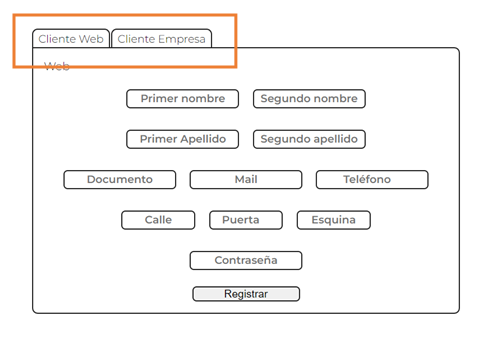 Cliente Web Cliente Empresa
Web
Primer nombre Segundo nombre
Primer Apellido Segundo apellido
Documento Mail Teléfono
Calle Puerta Esquina
Contraseña
Registrar